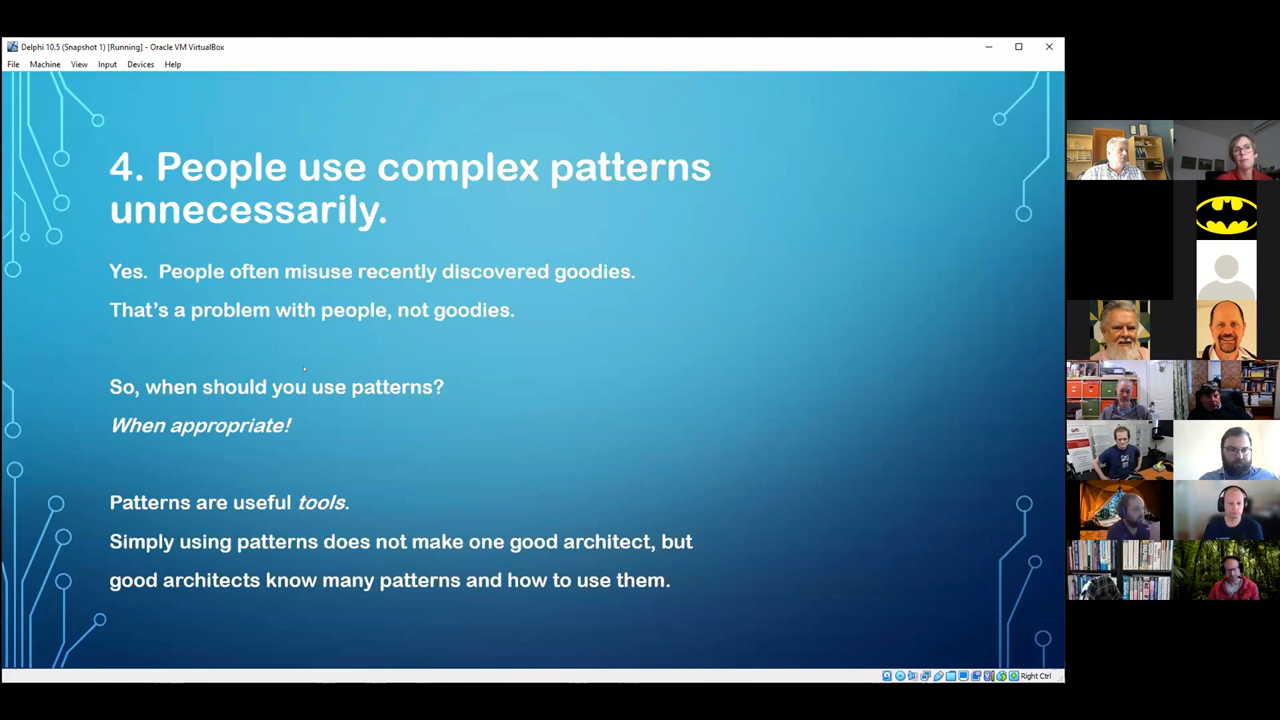 Delphi 10.5 (Snapshot 1) [Running] - Oracle VM VirtualBox
File Machine View Input Devices Help
4. People use complex patterns
unnecessarily.
Yes. People often misuse recently discovered goodies.
That's a problem with people, not goodies.
So, when should you use patterns?
When appropriate!
Patterns are useful tools.
Simply using patterns does not make one good architect, but
good architects know many patterns and how to use them.
Right Ctrl